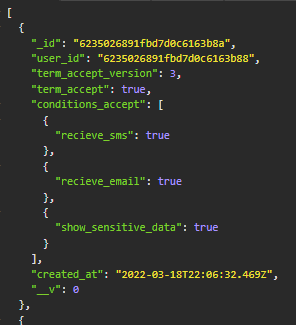 [
{
"_id": "6235026891fbd7d0c6163b8a",
"user_id": "6235026891fbd7d0c6163b88",
"term_accept_version": 3,
"term_accept": true,
"conditions_accept": [
{
"recieve_sms": true
},
{
"recieve_email": true
},
{
"show_sensitive_data": true
}
],
"created_at": "2022-03-18T22:06:32.469Z",
"__v": 0
},
{